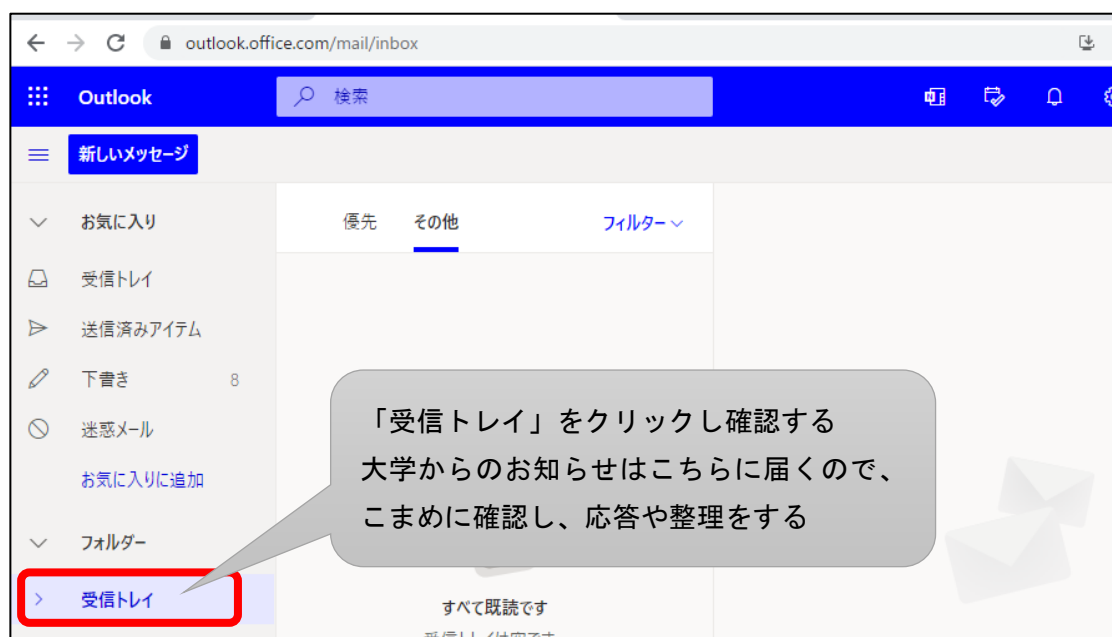 outlook.office.com/mail/inbox
Outlook
検索
新しいメッセージ
お気に入り
優先 その他 フィルター
受信トレイ
送信済みアイテム
下書き 8
迷惑メール
お気に入りに追加
「受信トレイ」をクリックし確認する
大学からのお知らせはこちらに届くので、
こまめに確認し、応答や整理をする
フォルダー
受信トレイ
すべて既読です